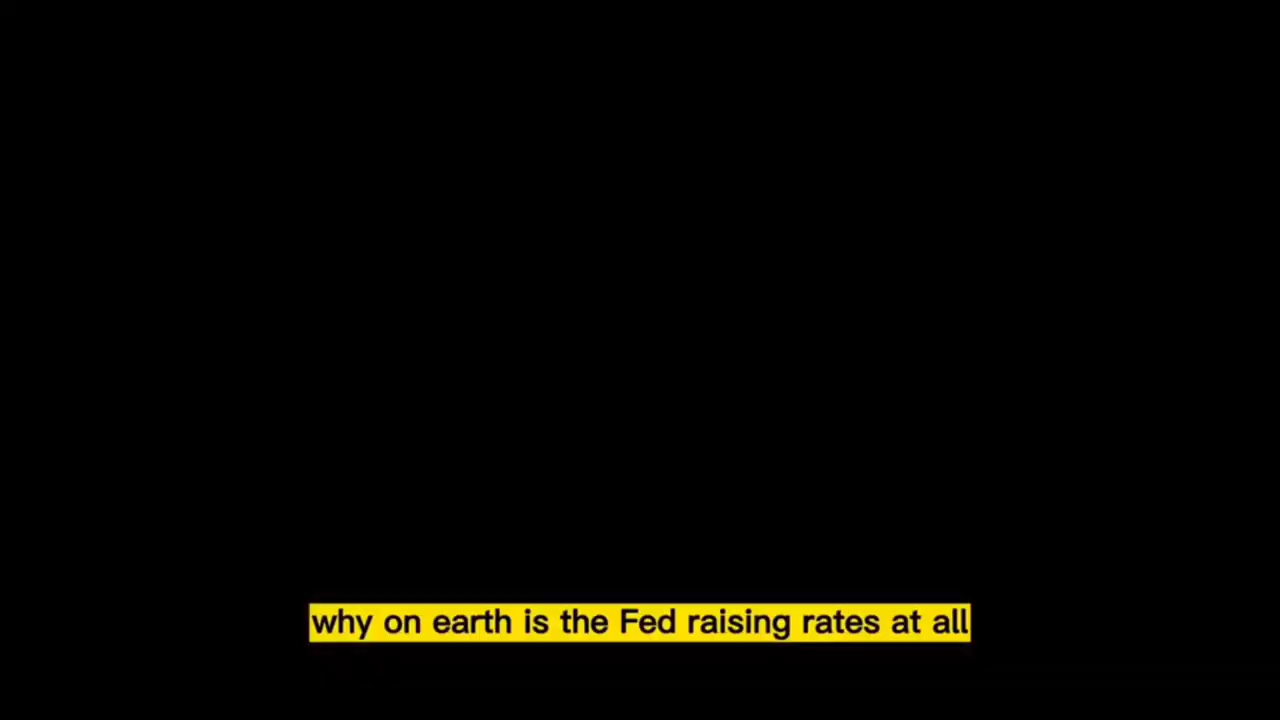 why on earth is the Fed raising rates at all